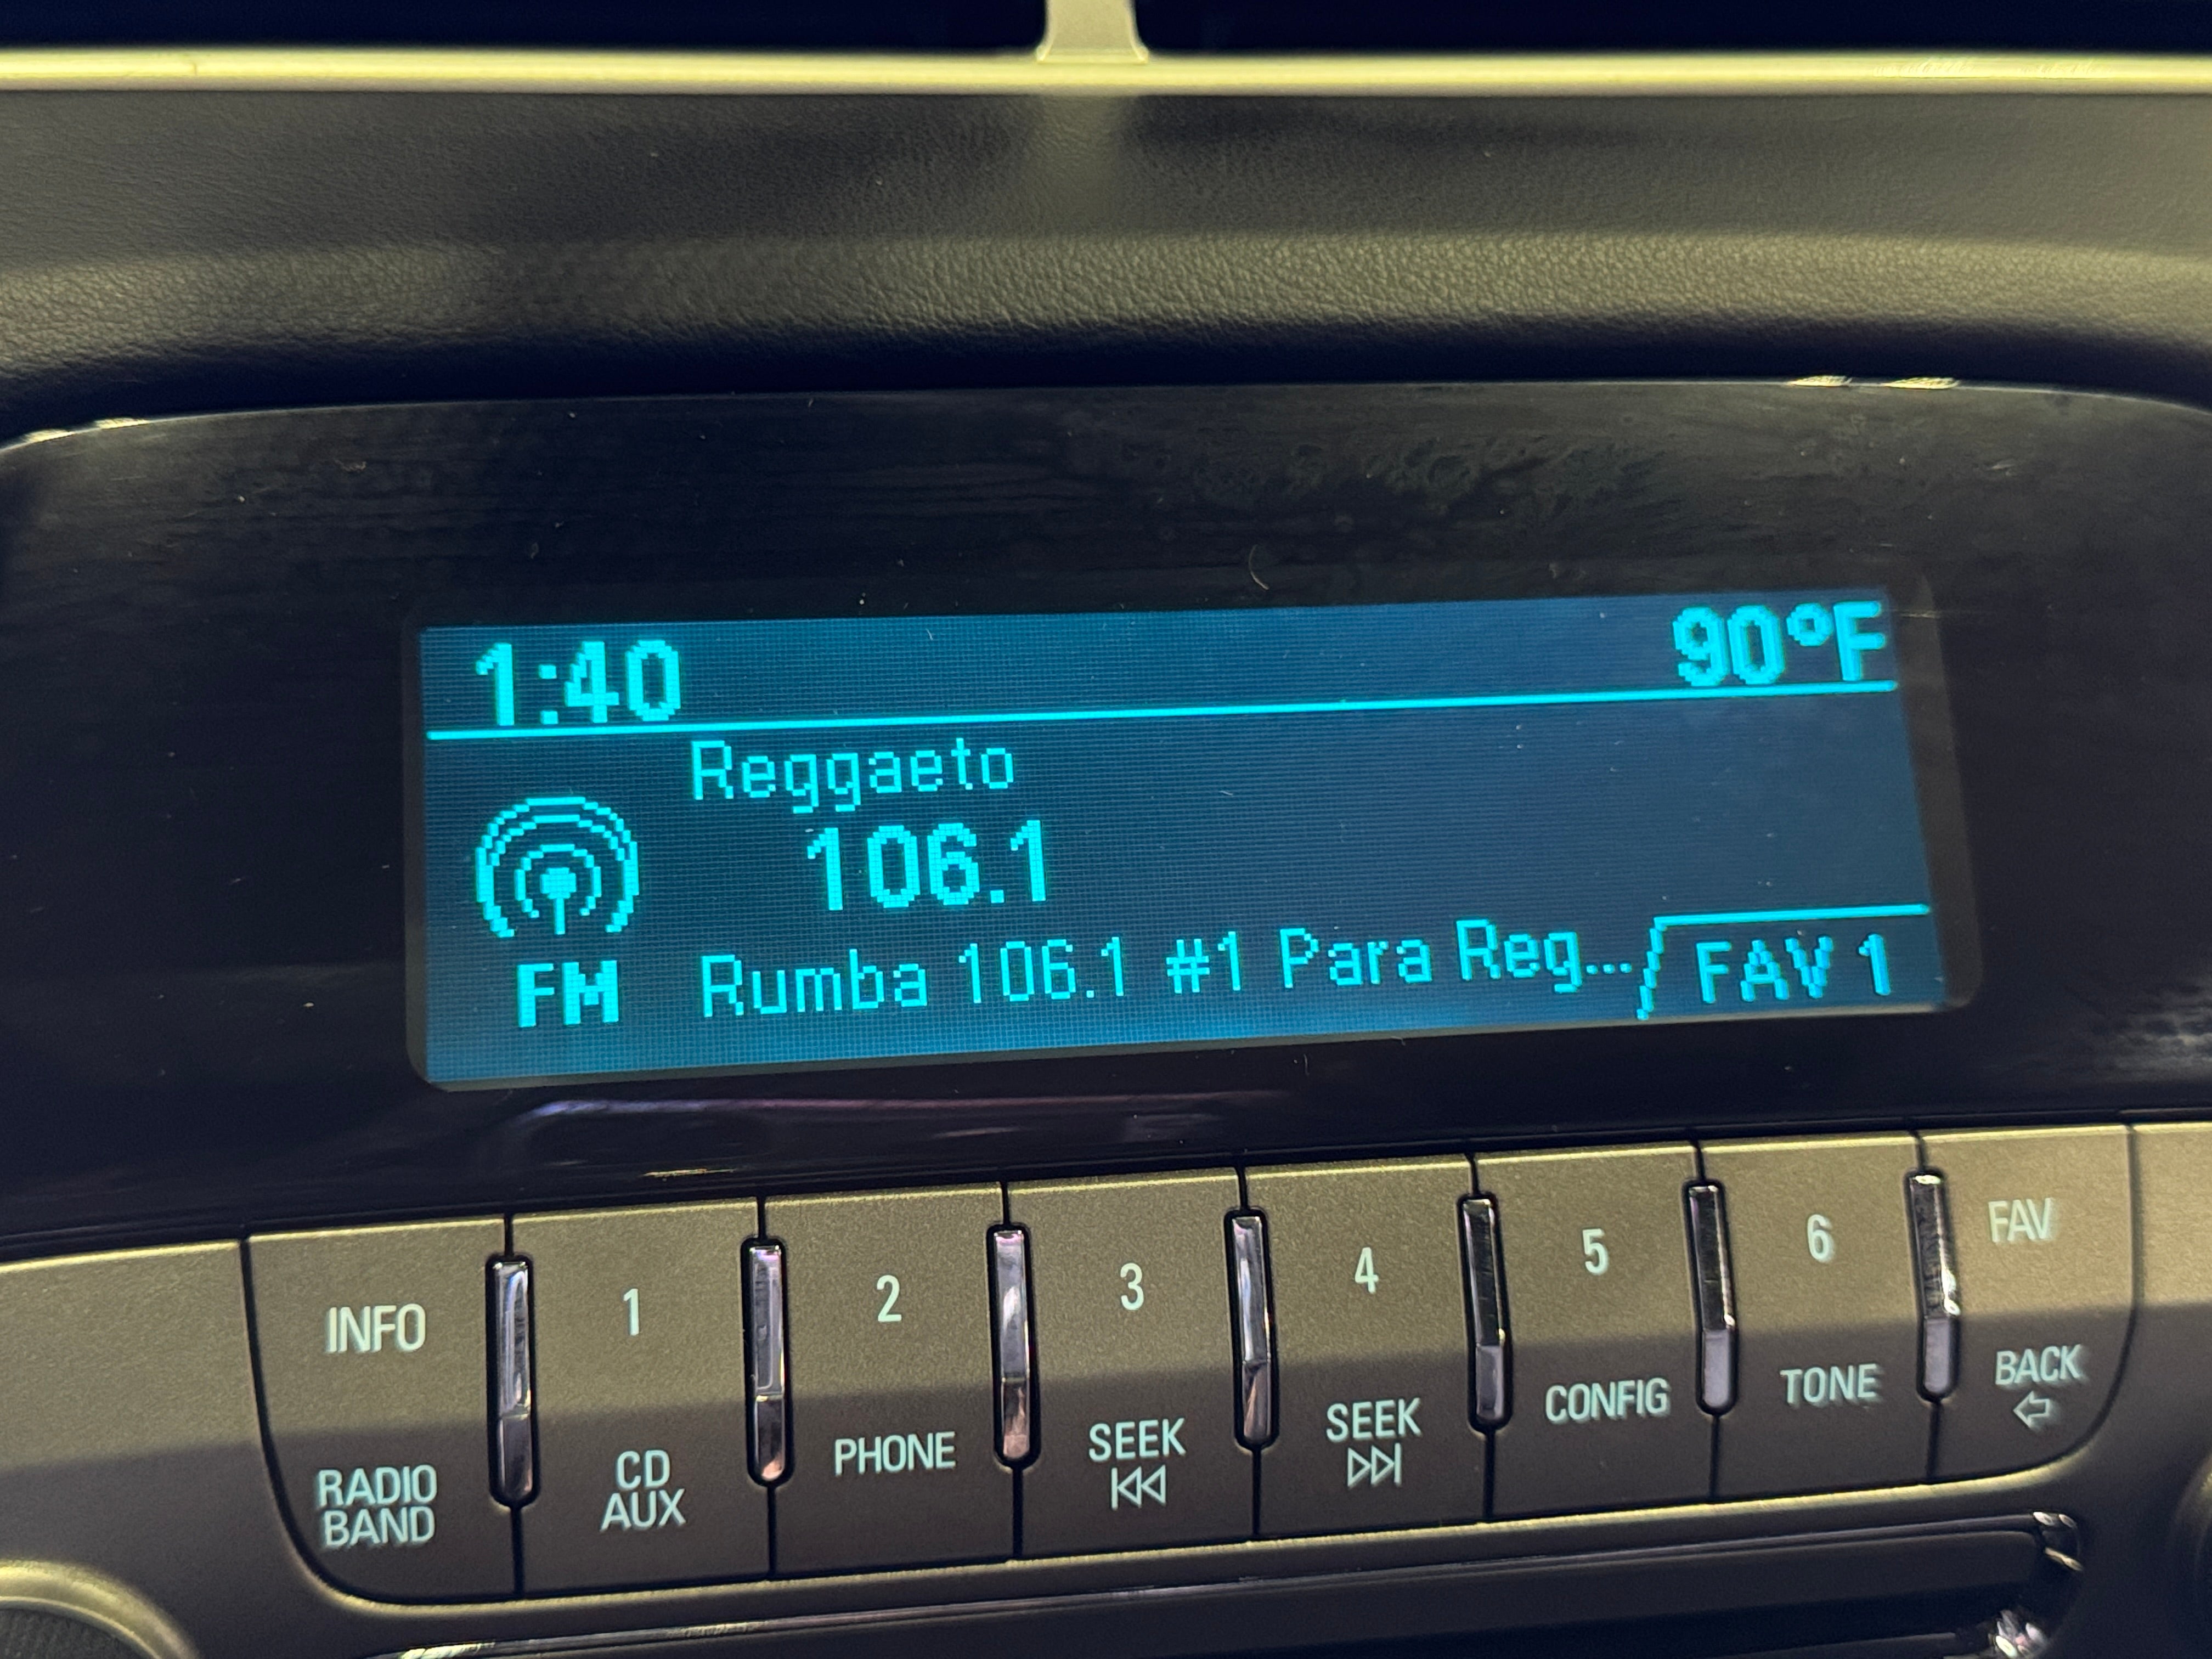 1:40 90°F
Reggaeto
106.1
FM Rumba 106.1 #1 Para Reg... FAV 1
INFO 1 2 3 4 5 6 FAV
RADIO BAND CD AUX PHONE SEEK SEEK CONFIG TONE BACK